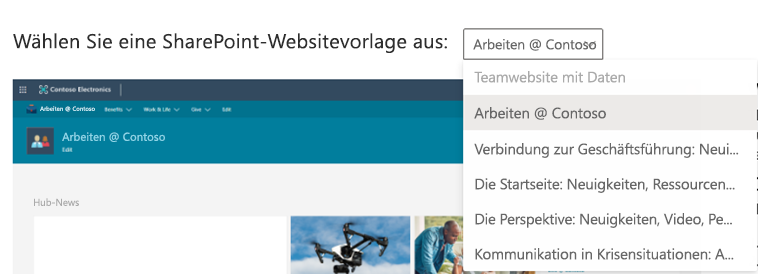 Wählen Sie eine SharePoint-Websitevorlage aus:
Arbeiten @ Contoso
Teamwebsite mit Daten
Arbeiten @ Contoso
Verbindung zur Geschäftsführung: Neui...
Die Startseite: Neuigkeiten, Ressourcen...
Die Perspektive: Neuigkeiten, Video, Pe...
Kommunikation in Krisensituationen: A...
Contoso Electronics
Arbeiten @ Contoso Benefits Work & Life Give Edit
Arbeiten @ Contoso
Edit
Hub-News